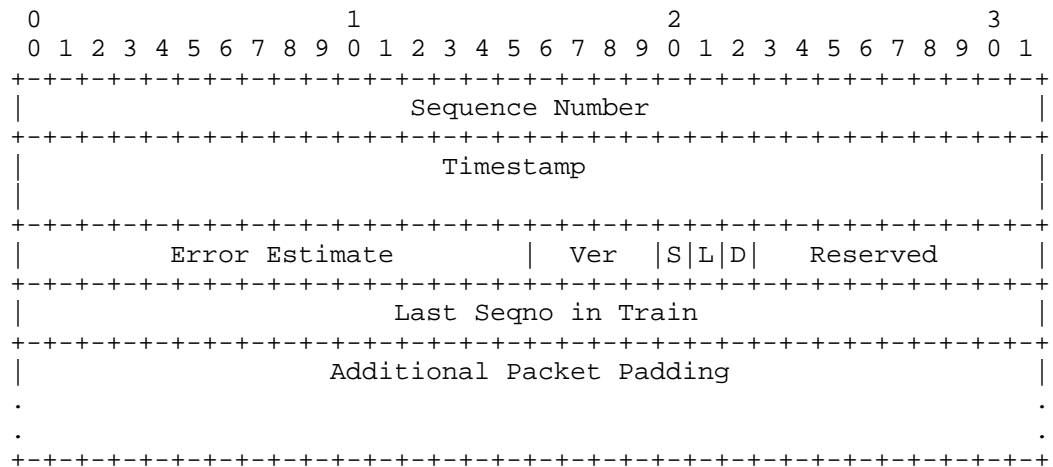 0                   1                   2                   3
 0 1 2 3 4 5 6 7 8 9 0 1 2 3 4 5 6 7 8 9 0 1 2 3 4 5 6 7 8 9 0 1
+-+-+-+-+-+-+-+-+-+-+-+-+-+-+-+-+-+-+-+-+-+-+-+-+-+-+-+-+-+-+-+-+
|                        Sequence Number                        |
+-+-+-+-+-+-+-+-+-+-+-+-+-+-+-+-+-+-+-+-+-+-+-+-+-+-+-+-+-+-+-+-+
|                          Timestamp                            |
|                                                               |
+-+-+-+-+-+-+-+-+-+-+-+-+-+-+-+-+-+-+-+-+-+-+-+-+-+-+-+-+-+-+-+-+
|         Error Estimate        |  Ver  |S|L|D|   Reserved      |
+-+-+-+-+-+-+-+-+-+-+-+-+-+-+-+-+-+-+-+-+-+-+-+-+-+-+-+-+-+-+-+-+
|                       Last Seqno in Train                     |
+-+-+-+-+-+-+-+-+-+-+-+-+-+-+-+-+-+-+-+-+-+-+-+-+-+-+-+-+-+-+-+-+
|                   Additional Packet Padding                   |
.                                                               .
.                                                               .
+-+-+-+-+-+-+-+-+-+-+-+-+-+-+-+-+-+-+-+-+-+-+-+-+-+-+-+-+-+-+-+-+